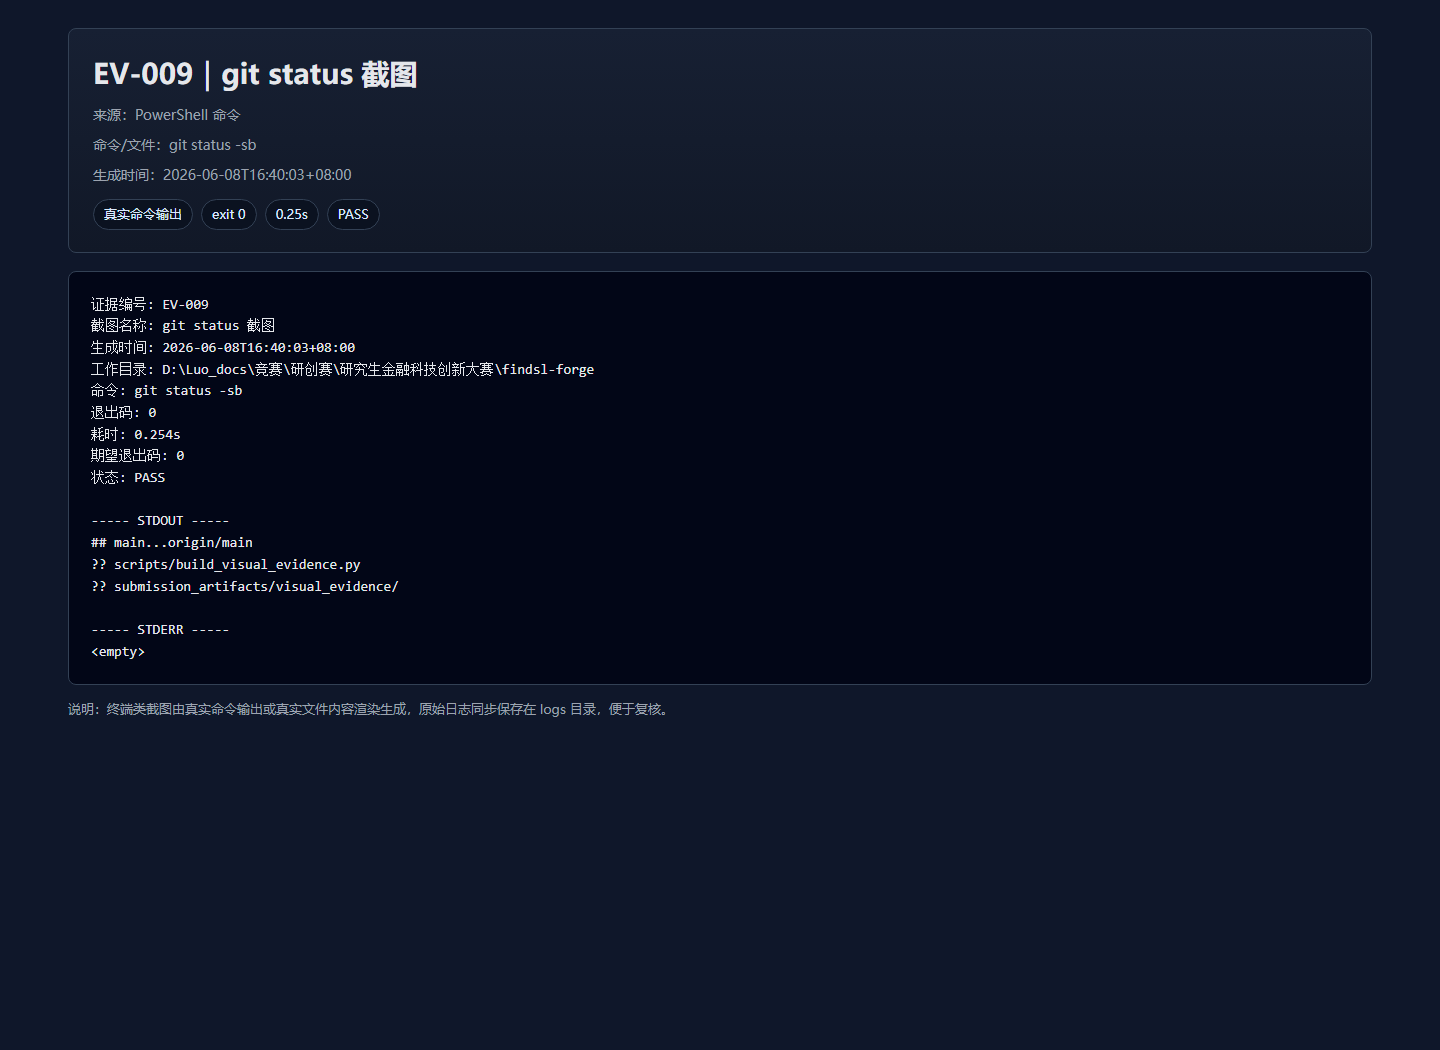 EV-009 | git status 截图
来源：PowerShell 命令
命令/文件：git status -sb
生成时间：2026-06-08T16:40:03+08:00
真实命令输出 exit 0 0.25s PASS
证据编号: EV-009
截图名称: git status 截图
生成时间: 2026-06-08T16:40:03+08:00
工作目录: D:\Luo_docs\竞赛\研创赛\研究生金融科技创新大赛\findsl-forge
命令: git status -sb
退出码: 0
耗时: 0.254s
期望退出码: 0
状态: PASS
----- STDOUT -----
## main...origin/main
?? scripts/build_visual_evidence.py
?? submission_artifacts/visual_evidence/
----- STDERR -----
<empty>
说明：终端类截图由真实命令输出或真实文件内容渲染生成，原始日志同步保存在 logs 目录，便于复核。